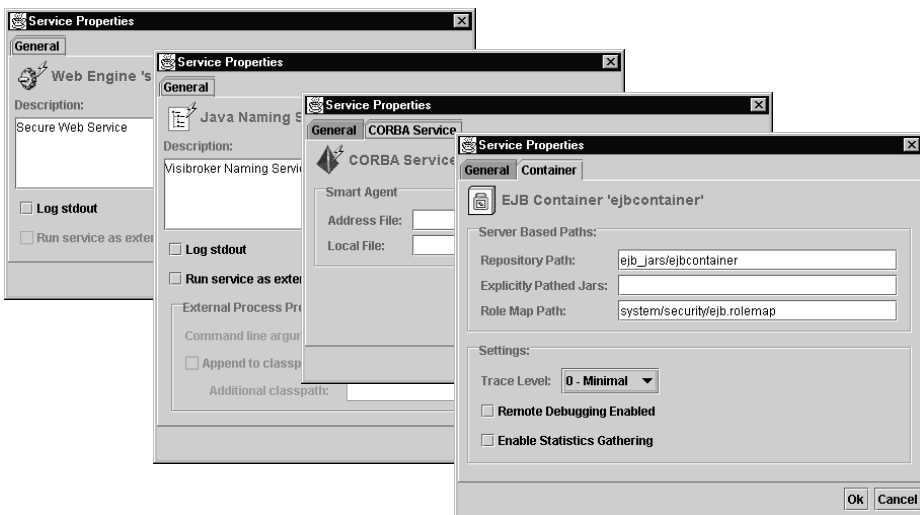 Service Properties
General
Web Engine 's
Description:
Secure Web Service
Log stdout
Run service as exter
Service Properties
General
Java Naming S
Description:
Visibroker Naming Servi
Log stdout
Run service as exter
External Process Pr
Command line argur
Append to classp
Additional classpath:
Service Properties
General CORBA Service
CORBA Service
Smart Agent
Address File:
Local File:
Service Properties
General Container
EJB Container 'ejbcontainer'
Server Based Paths:
Repository Path: ejb_jars/ejbcontainer
Explicitly Pathed Jars:
Role Map Path: system/security/ejb.rolemap
Settings:
Trace Level: 0 - Minimal
Remote Debugging Enabled
Enable Statistics Gathering
Ok Cancel